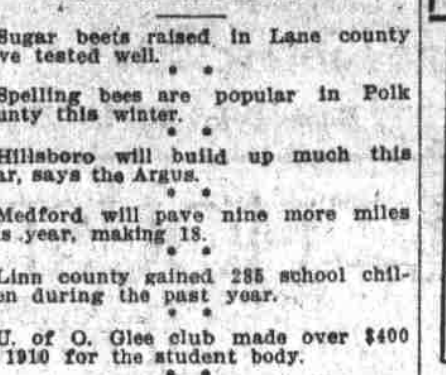 Sugar beets raised in Lane county
ve tested well.
Spelling bees are popular in Polk
unty this winter.
Hillsboro will build up much this
ar, says the Argus.
Medford will pave nine more miles
s year, making 18.
Linn county gained 285 school chil-
en during the past year.
U. of O. Glee club made over $400
1910 for the student body.